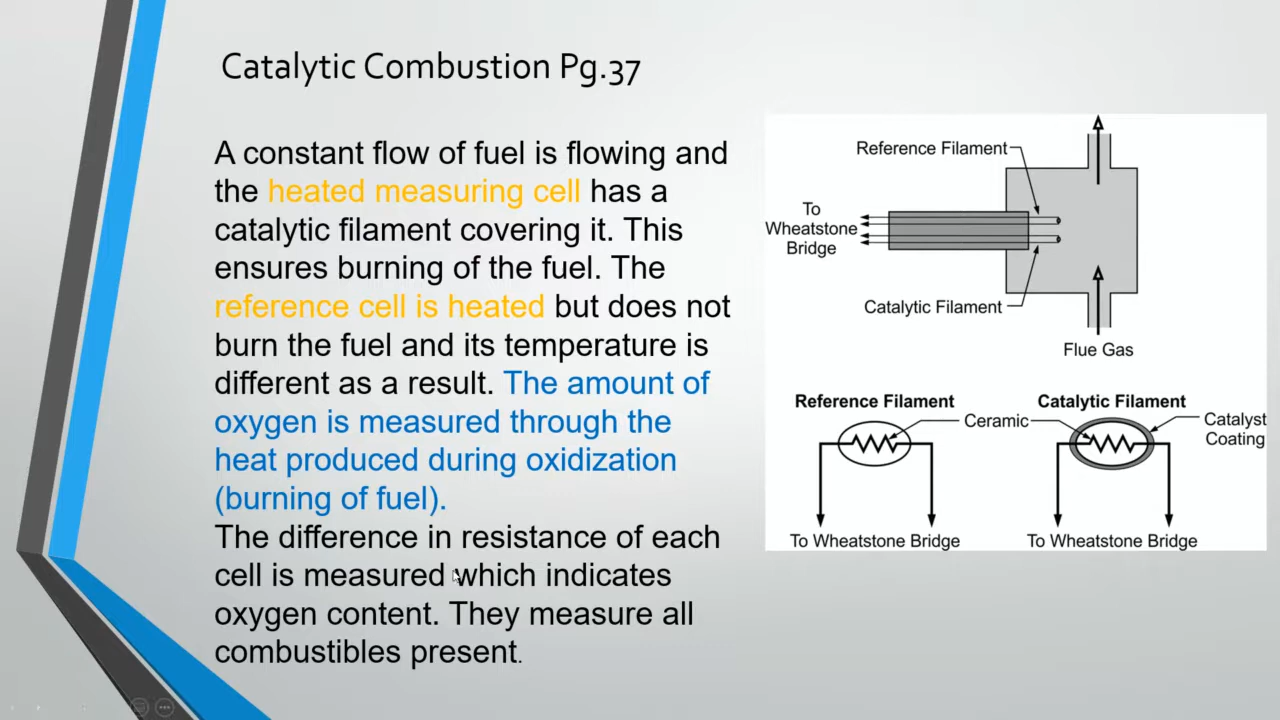 Catalytic Combustion Pg.37
A constant flow of fuel is flowing and
the heated measuring cell has a
catalytic filament covering it. This
ensures burning of the fuel. The
reference cell is heated but does not
burn the fuel and its temperature is
different as a result. The amount of
oxygen is measured through the
heat produced during oxidization
(burning of fuel).
The difference in resistance of each
cell is measured which indicates
oxygen content. They measure all
combustibles present.
Reference Filament
To
Wheatstone
Bridge
Catalytic Filament
Flue Gas
Reference Filament
Catalytic Filament
Ceramic
Catalyst
Coating
To Wheatstone Bridge
To Wheatstone Bridge